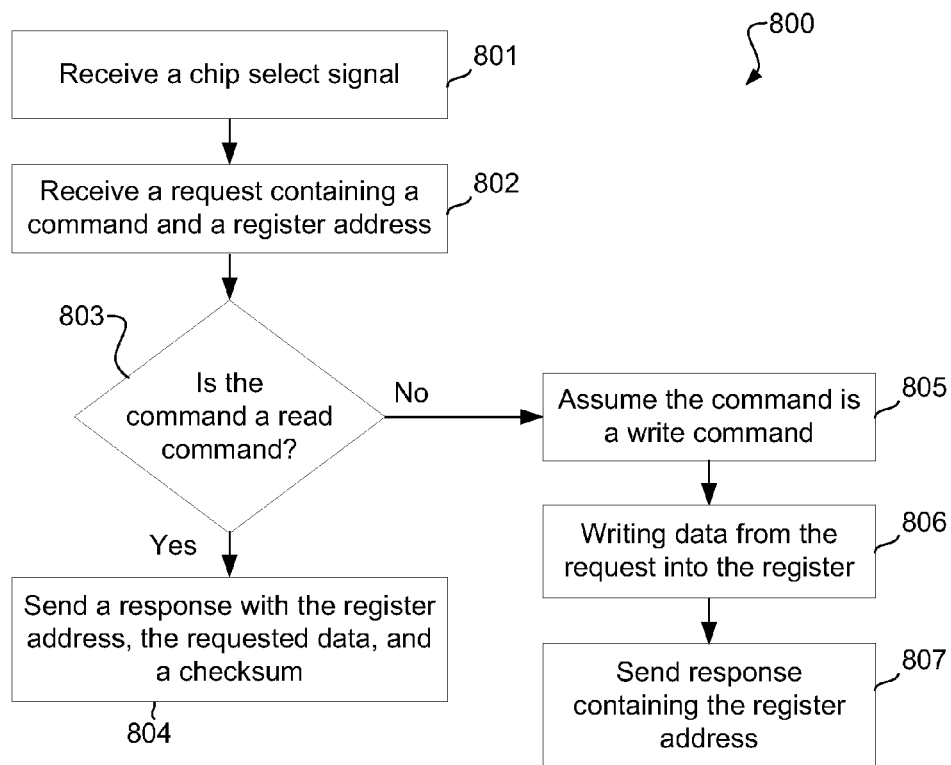 800
Receive a chip select signal
801
Receive a request containing a
command and a register address
802
803
Is the
command a read
command?
No
Yes
Assume the command is
a write command
805
Writing data from the
request into the register
806
Send a response with the register
address, the requested data, and
a checksum
804
Send response
containing the register
address
807